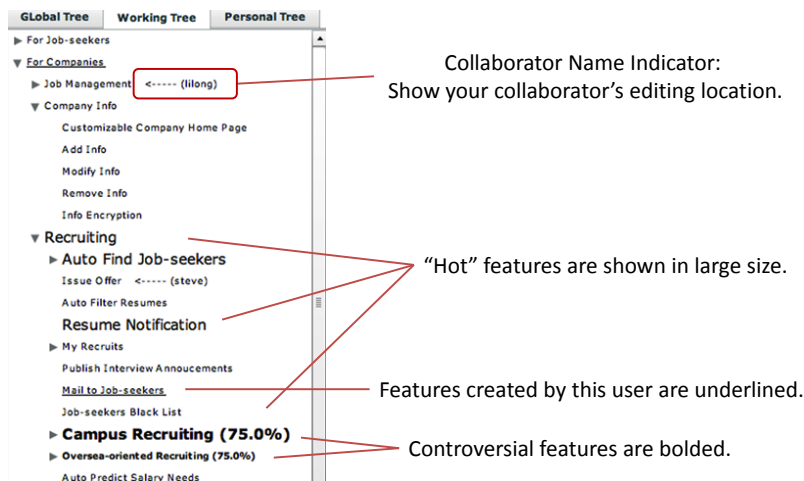 GLobal Tree Working Tree Personal Tree
For Job-seekers
For Companies
Job Management <----- (lilong)
Company Info
Customizable Company Home Page
Add Info
Modify Info
Remove Info
Info Encryption
Recruiting
Auto Find Job-seekers
Issue Offer <----- (steve)
Auto Filter Resumes
Resume Notification
My Recruits
Publish Interview Annoucements
Mail to Job-seekers
Job-seekers Black List
Campus Recruiting (75.0%)
Oversea-oriented Recruiting (75.0%)
Auto Predict Salary Needs
Collaborator Name Indicator:
Show your collaborator’s editing location.
“Hot” features are shown in large size.
Features created by this user are underlined.
Controversial features are bolded.